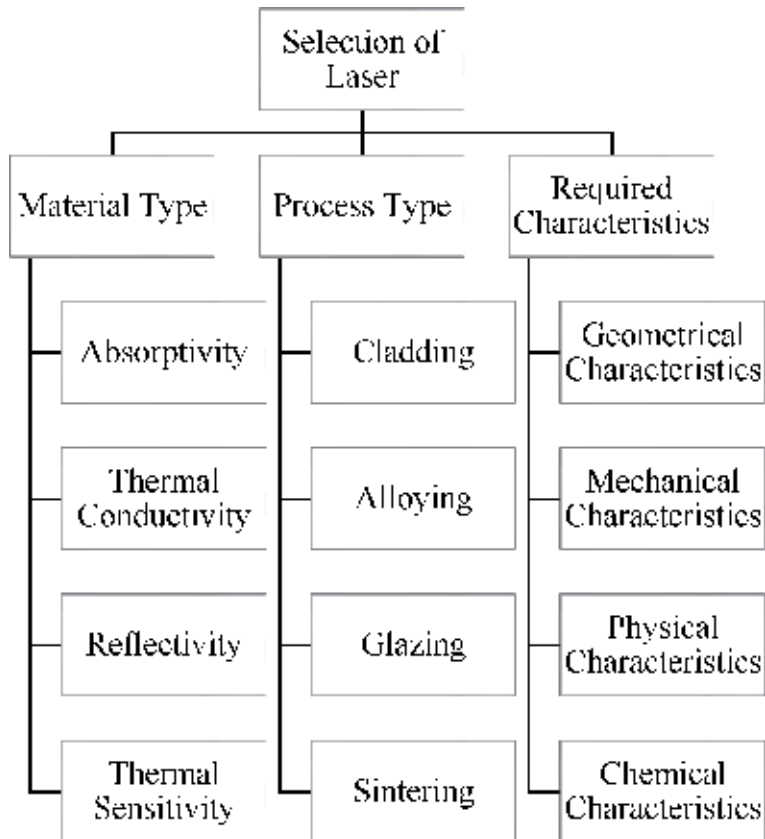 Selection of
Laser
Material Type
Process Type
Required
Characteristics
Absorptivity
Cladding
Geometrical
Characteristics
Thermal
Conductivity
Alloying
Mechanical
Characteristics
Reflectivity
Glazing
Physical
Characteristics
Thermal
Sensitivity
Sintering
Chemical
Characteristics